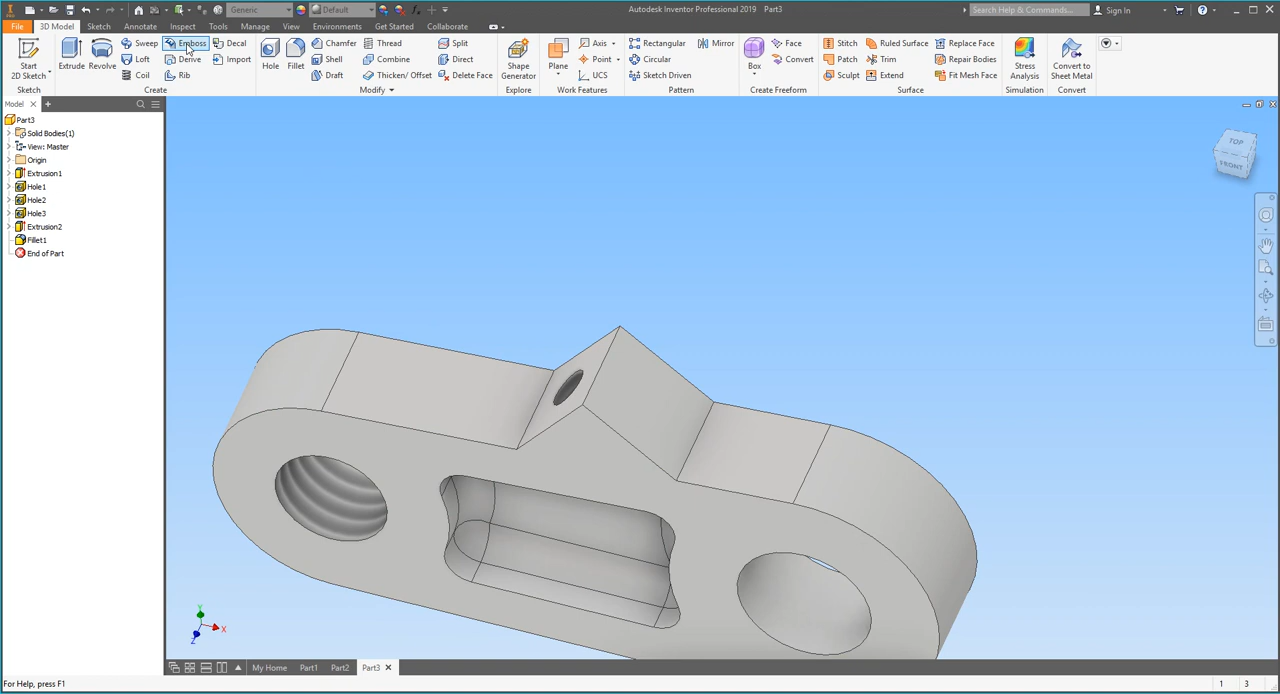 Generic Default Autodesk Inventor Professional 2019 Part3 Search Help & Commands... Sign In
File 3D Model Sketch Annotate Inspect Tools Manage View Environments Get Started Collaborate
Start 2D Sketch Extrude Revolve Sweep Emboss Decal Hole Fillet Chamfer Thread Split Shape Generator Plane Axis Rectangular Mirror Box Face Stitch Ruled Surface Replace Face Stress Analysis Convert to Sheet Metal
Loft Derive Import Shell Combine Direct Point Circular Convert Patch Trim Repair Bodies
Coil Rib Draft Thicken/ Offset Delete Face UCS Sketch Driven Sculpt Extend Fit Mesh Face
Sketch Create Modify Explore Work Features Pattern Create Freeform Surface Simulation Convert
Model
Part3
Solid Bodies(1)
View: Master
Origin
Extrusion1
Hole1
Hole2
Hole3
Extrusion2
Fillet1
End of Part
TOP
FRONT
Y
X
Z
My Home Part1 Part2 Part3
For Help, press F1 1 3